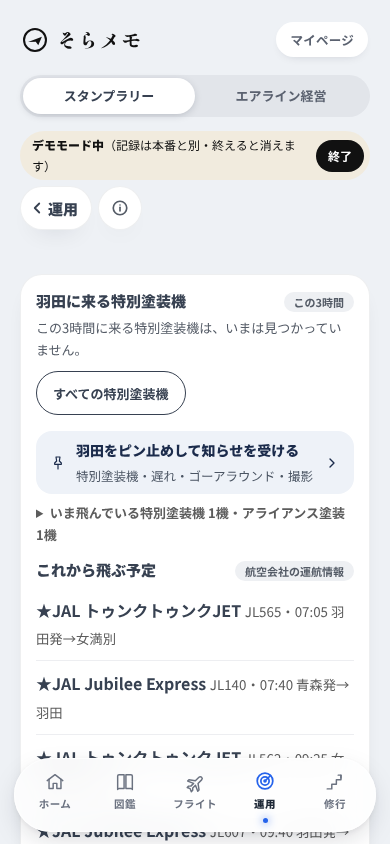 そらメモ
マイページ
スタンプラリー
エアライン経営
デモモード中（記録は本番と別・終えると消えま
す）
終了
運用
羽田に来る特別塗装機
この3時間
この3時間に来る特別塗装機は、いまは見つかってい
ません。
すべての特別塗装機
羽田をピン止めして知らせを受ける
特別塗装機・遅れ・ゴーアラウンド・撮影
▶ いま飛んでいる特別塗装機 1機・アライアンス塗装
1機
これから飛ぶ予定
航空会社の運航情報
★JAL トゥンクトゥンクJET JL565・07:05 羽
田発→女満別
★JAL Jubilee Express JL140・07:40 青森発→
羽田
ホーム
図鑑
フライト
運用
修行
★JAL Jubilee Express JL607・09:40 羽田発→